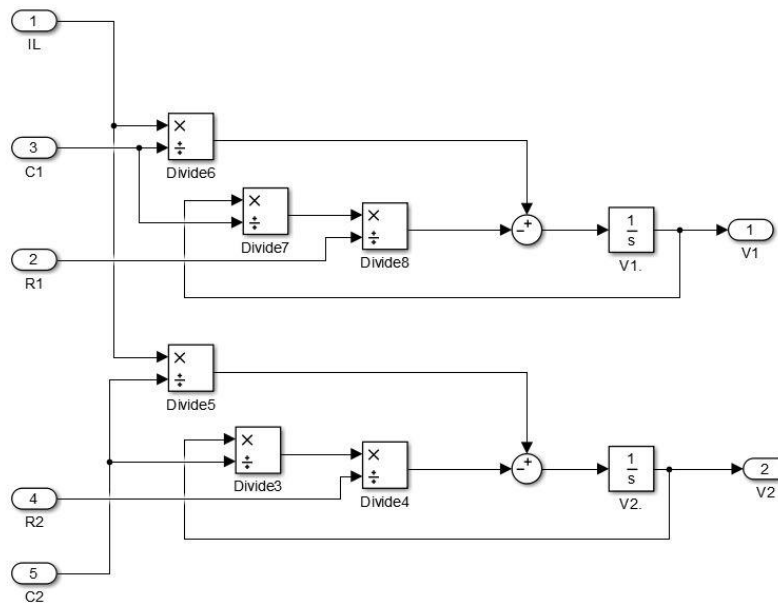 1
IL
×
÷
Divide6
3
C1
×
÷
Divide7
×
÷
Divide8
-
+
1
s
V1.
1
V1
2
R1
×
÷
Divide5
×
÷
Divide3
×
÷
Divide4
-
+
1
s
V2.
2
V2
4
R2
5
C2